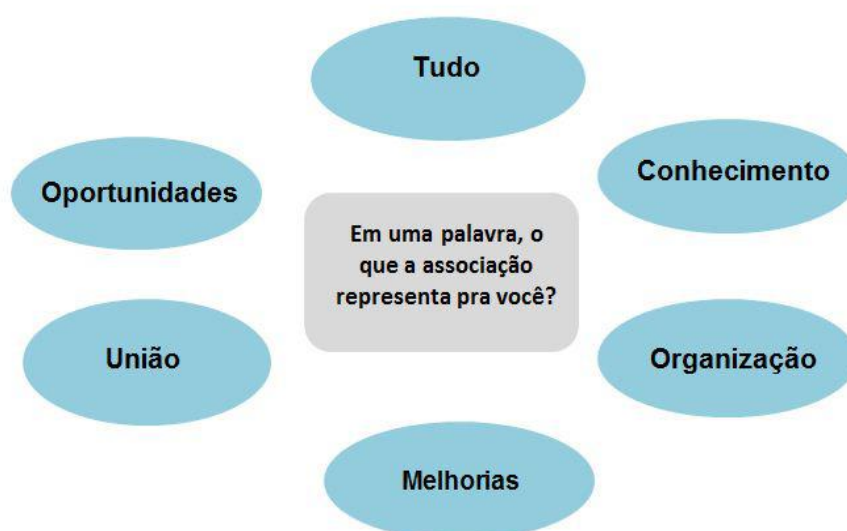 Tudo
Oportunidades
Conhecimento
Em uma palavra, o
que a associação
representa pra você?
União
Organização
Melhorias